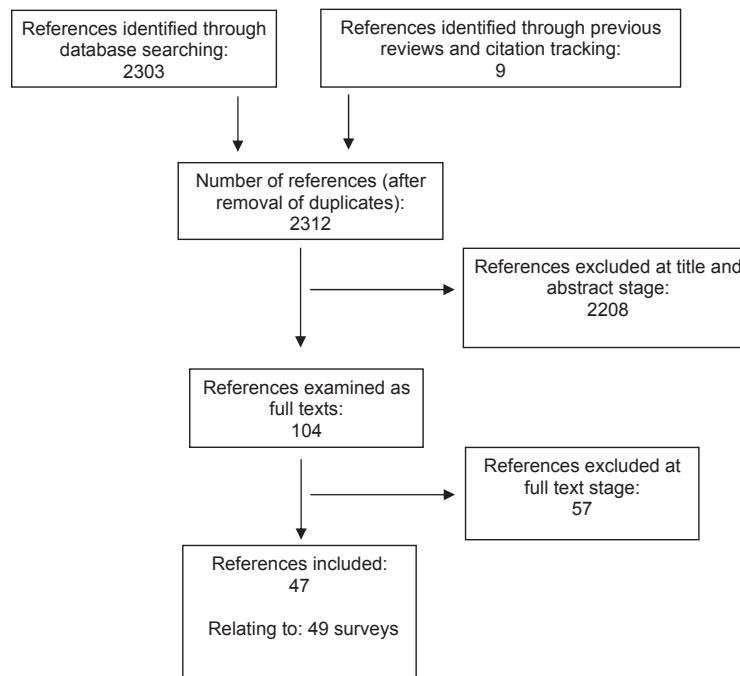 References identified through
database searching:
2303
References identified through previous
reviews and citation tracking:
9
Number of references (after
removal of duplicates):
2312
References excluded at title and
abstract stage:
2208
References examined as
full texts:
104
References excluded at
full text stage:
57
References included:
47
Relating to: 49 surveys